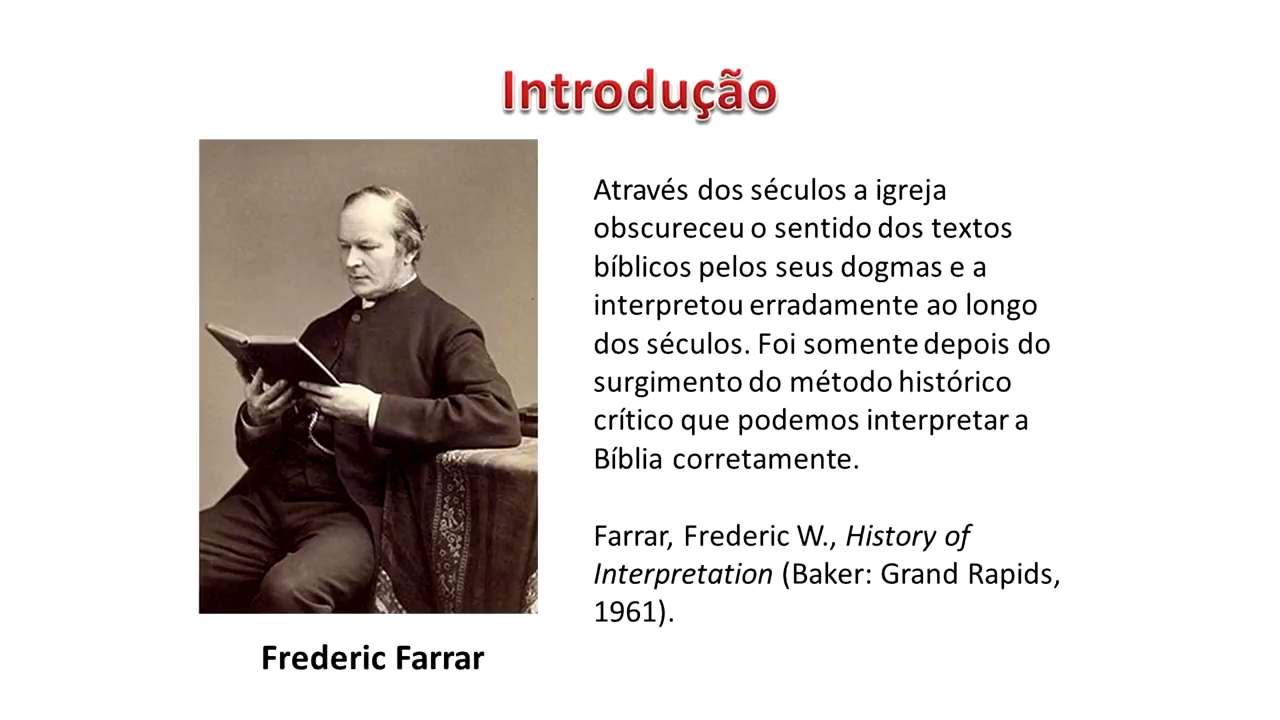 Introdução
Através dos séculos a igreja
obscureceu o sentido dos textos
bíblicos pelos seus dogmas e a
interpretou erradamente ao longo
dos séculos. Foi somente depois do
surgimento do método histórico
crítico que podemos interpretar a
Bíblia corretamente.
Farrar, Frederic W., History of
Interpretation (Baker: Grand Rapids,
1961).
Frederic Farrar